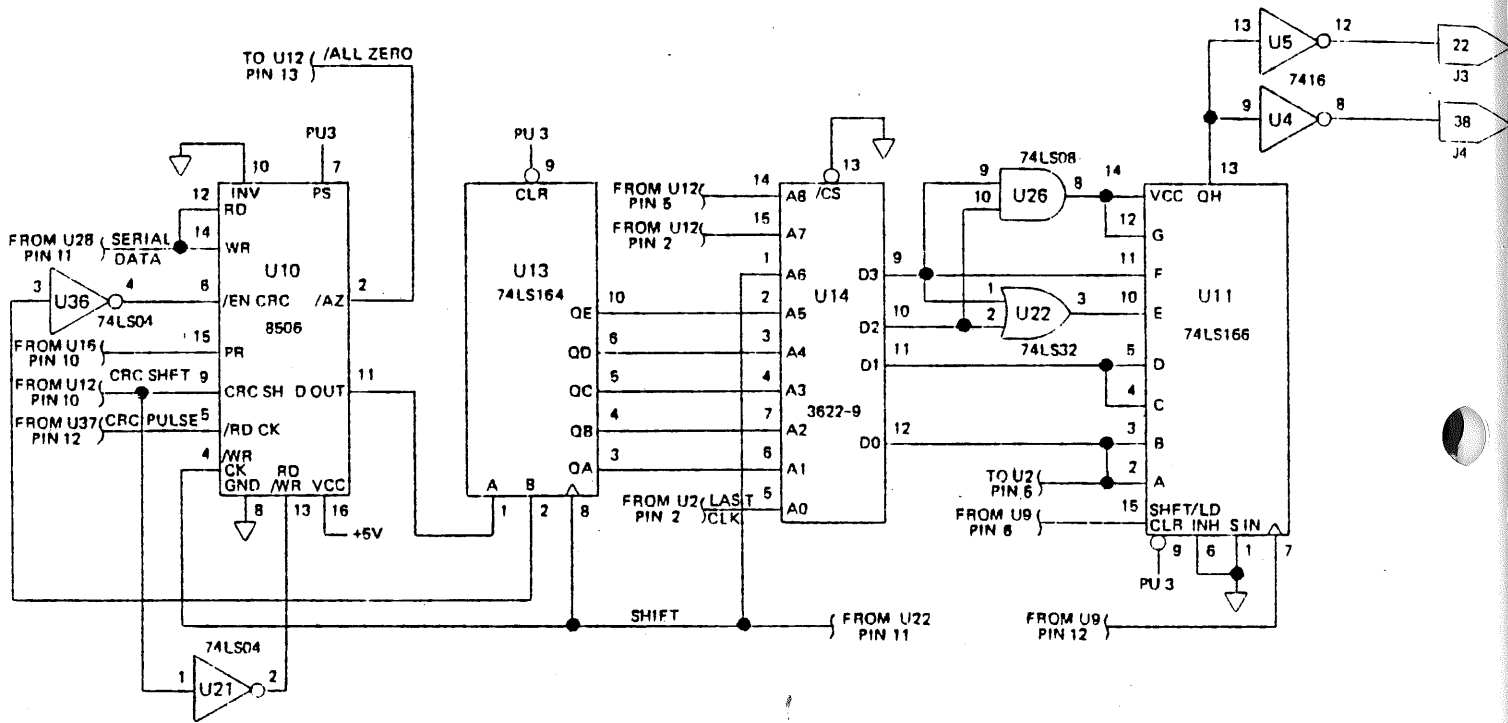 13
12
U5
22
J3
7416
9
8
U4
38
J4
TO U12
PIN 13
/ALL ZERO
PU3
7
10
INV
PS
12
RD
FROM U28
PIN 11
SERIAL
DATA
14
WR
U10
3
4
U36
74LS04
6
/EN CRC
/AZ
2
8506
FROM U16
PIN 10
15
PR
FROM U12
PIN 10
CRC SHFT
9
CRC SH
D OUT
11
FROM U37
PIN 12
CRC PULSE
5
/RD CK
4
/WR
CK
RD
GND
/WR
VCC
8
13
16
+5V
74LS04
1
U21
2
PU 3
9
CLR
U13
74LS164
QE
10
QD
6
QC
5
QB
4
QA
3
A
B
1
2
8
SHIFT
FROM U22
PIN 11
13
/CS
FROM U12
PIN 5
14
A8
FROM U12
PIN 2
15
A7
1
A6
2
A5
3
A4
4
A3
7
A2
6
A1
FROM U2
PIN 2
LAST
CLK
5
A0
U14
3622-9
D3
9
D2
10
D1
11
D0
12
74LS08
9
10
U26
8
1
2
U22
3
74LS32
14
VCC
QH
13
12
G
11
F
10
E
U11
74LS166
5
D
4
C
3
B
2
A
TO U2
PIN 6
FROM U9
PIN 6
15
SHFT/LD
CLR
INH
S IN
9
6
1
7
PU 3
FROM U9
PIN 12